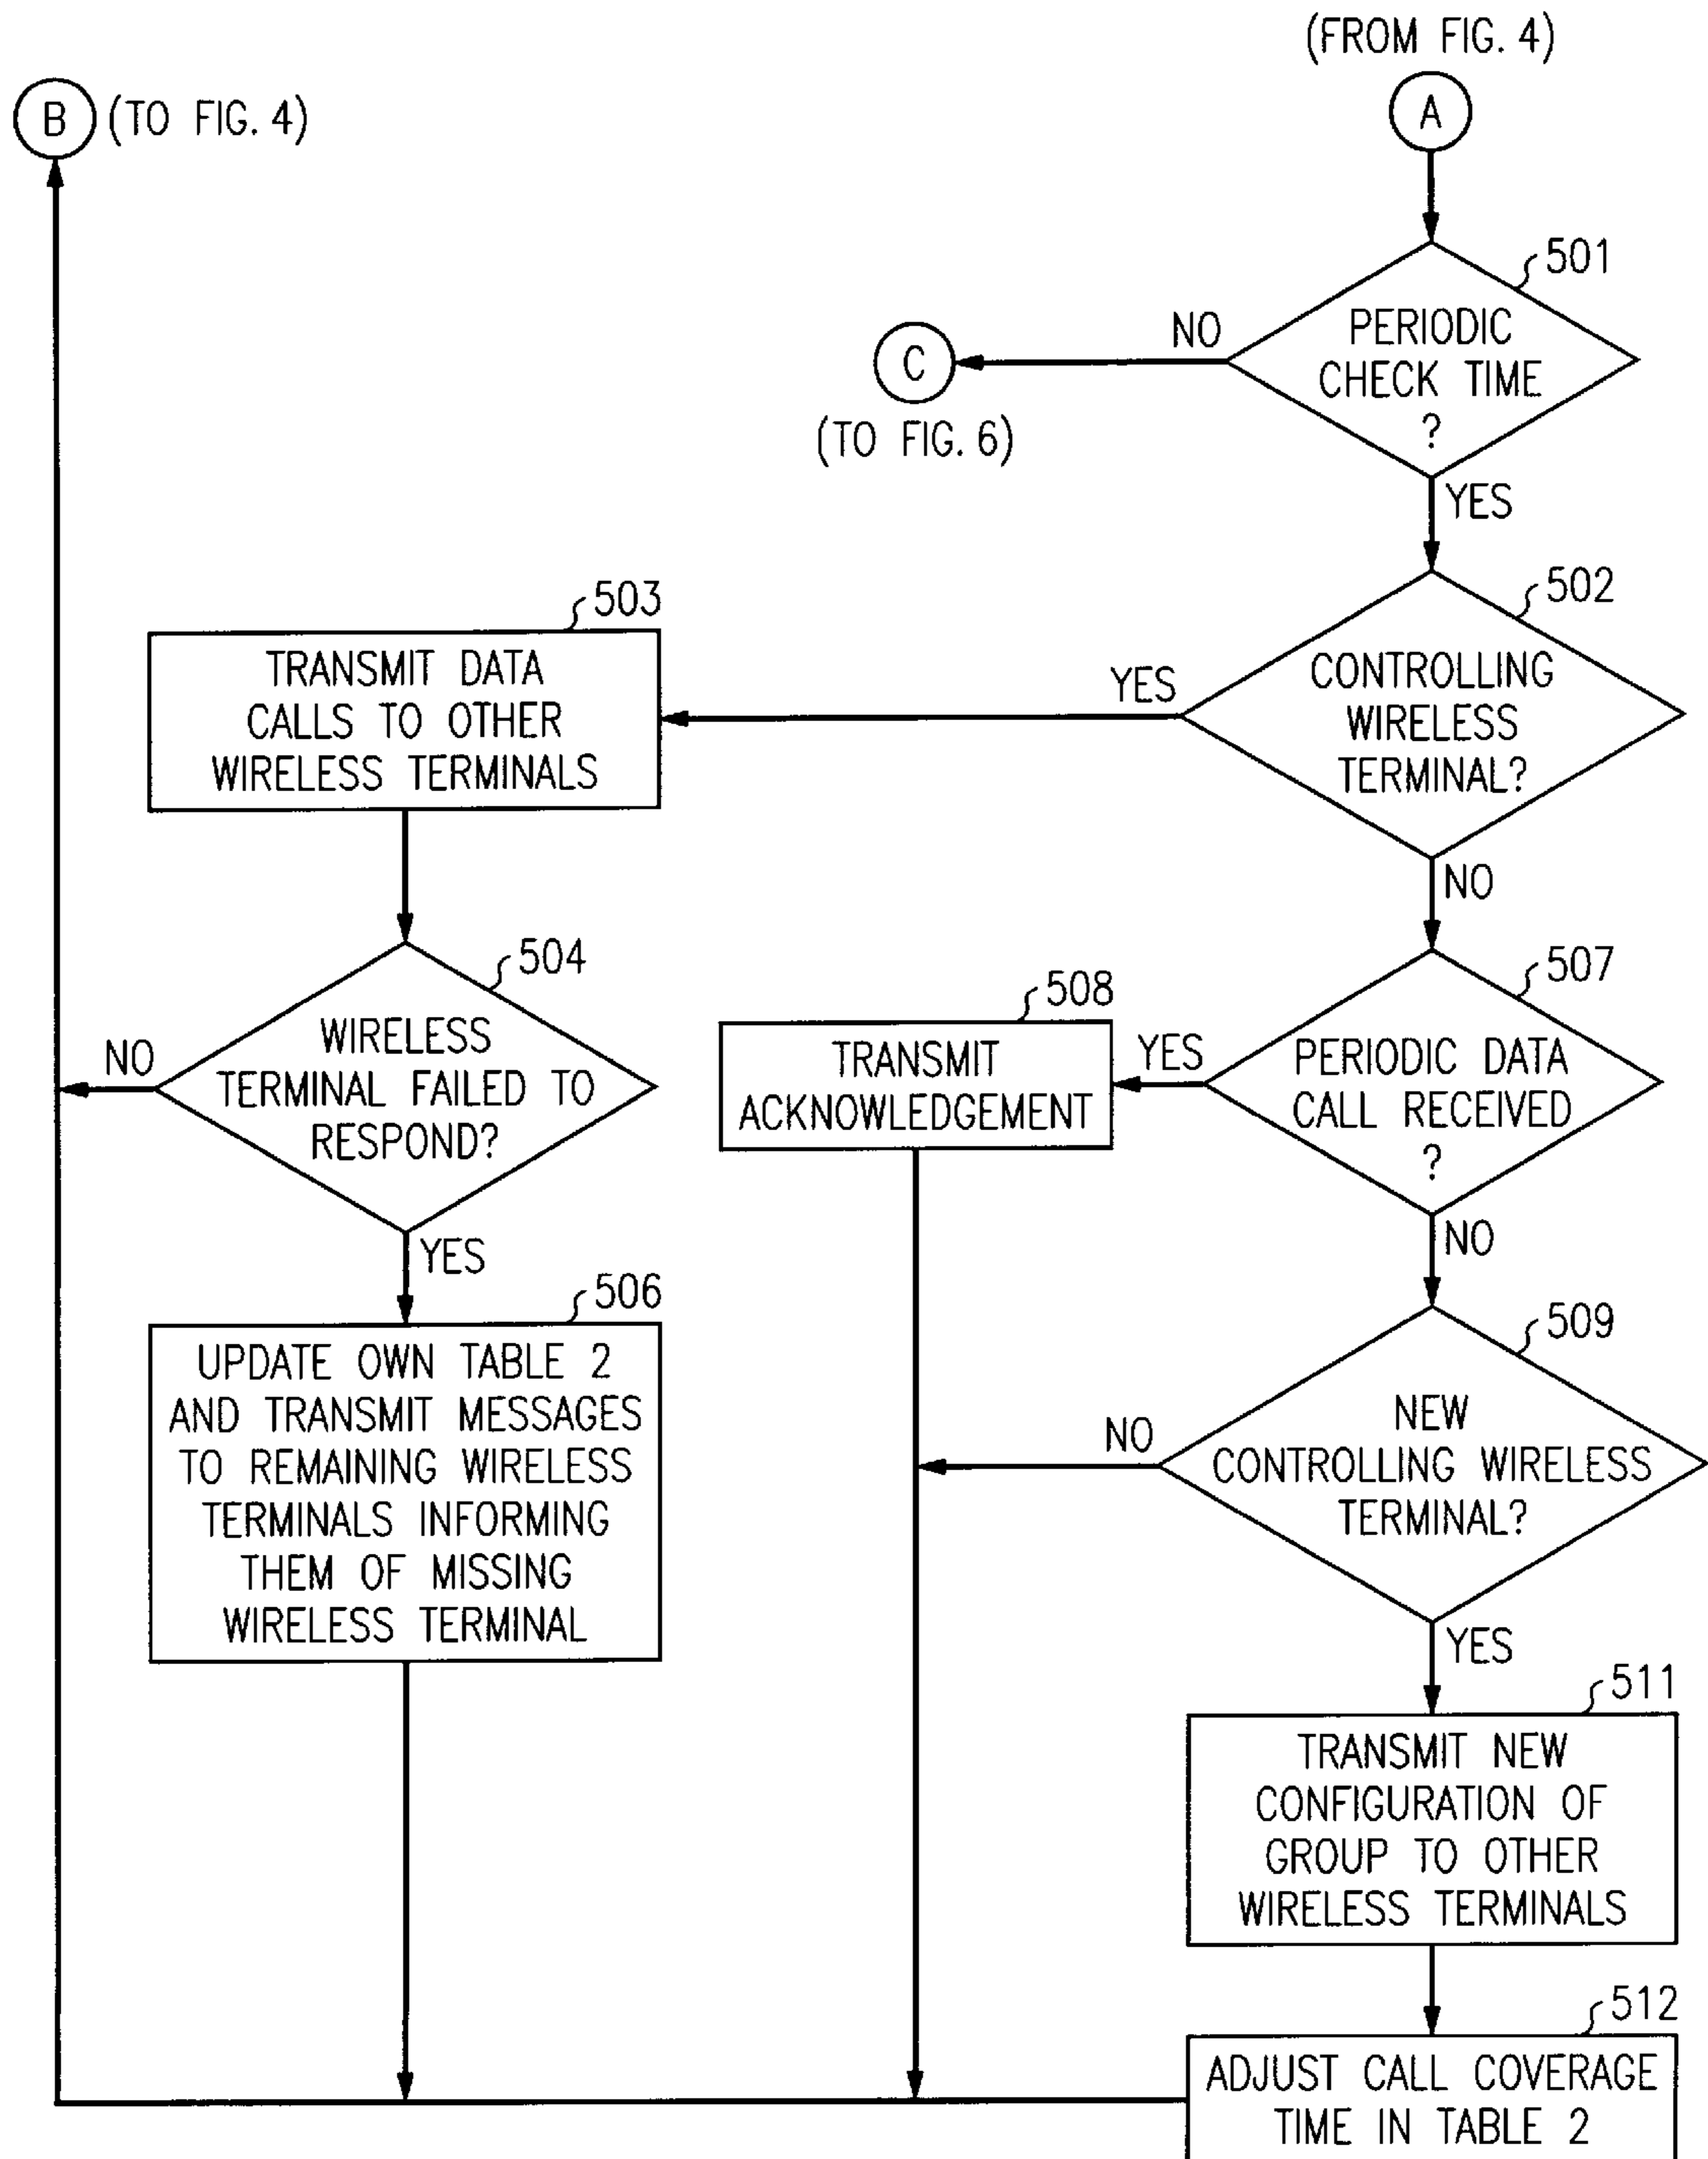 (FROM FIG. 4)
A
B (TO FIG. 4)
501
PERIODIC
CHECK TIME
?
NO
C
(TO FIG. 6)
YES
502
CONTROLLING
WIRELESS
TERMINAL?
YES
503
TRANSMIT DATA
CALLS TO OTHER
WIRELESS TERMINALS
NO
504
WIRELESS
TERMINAL FAILED TO
RESPOND?
NO
YES
506
UPDATE OWN TABLE 2
AND TRANSMIT MESSAGES
TO REMAINING WIRELESS
TERMINALS INFORMING
THEM OF MISSING
WIRELESS TERMINAL
507
PERIODIC DATA
CALL RECEIVED
?
YES
508
TRANSMIT
ACKNOWLEDGEMENT
NO
509
NEW
CONTROLLING WIRELESS
TERMINAL?
NO
YES
511
TRANSMIT NEW
CONFIGURATION OF
GROUP TO OTHER
WIRELESS TERMINALS
512
ADJUST CALL COVERAGE
TIME IN TABLE 2